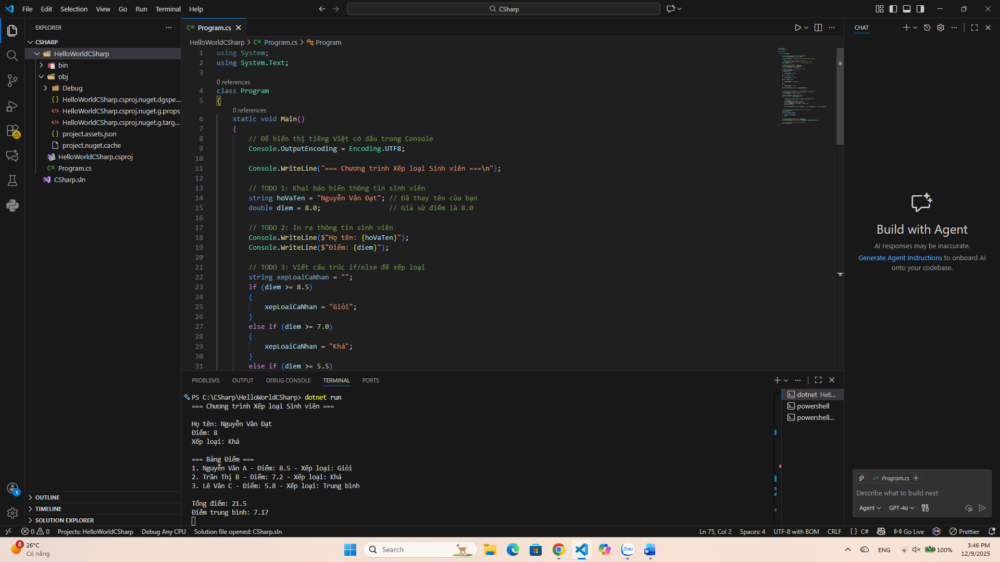 File Edit Selection View Go Run Terminal Help
CSharp
EXPLORER
CSHARP
HelloWorldCSharp
bin
obj
Debug
HelloWorldCSharp.csproj.nuget.dgspe...
HelloWorldCSharp.csproj.nuget.g.props
HelloWorldCSharp.csproj.nuget.g.targ...
project.assets.json
project.nuget.cache
HelloWorldCSharp.csproj
C# Program.cs
CSharp.sln
OUTLINE
TIMELINE
SOLUTION EXPLORER
C# Program.cs
HelloWorldCSharp > C# Program.cs > Program
1 using System;
2 using System.Text;
3
0 references
4 class Program
5 {
0 references
6 static void Main()
7 {
8 // Để hiển thị tiếng Việt có dấu trong Console
9 Console.OutputEncoding = Encoding.UTF8;
10
11 Console.WriteLine("=== Chương trình Xếp loại Sinh viên ===\n");
12
13 // TODO 1: Khai báo biến thông tin sinh viên
14 string hoVaTen = "Nguyễn Vân Đạt"; // Đã thay tên của bạn
15 double diem = 8.0; // Giả sử điểm là 8.0
16
17 // TODO 2: In ra thông tin sinh viên
18 Console.WriteLine($"Họ tên: {hoVaTen}");
19 Console.WriteLine($"Điểm: {diem}");
20
21 // TODO 3: Viết cấu trúc if/else để xếp loại
22 string xepLoaiCaNhan = "";
23 if (diem >= 8.5)
24 {
25 xepLoaiCaNhan = "Giỏi";
26 }
27 else if (diem >= 7.0)
28 {
29 xepLoaiCaNhan = "Khá";
30 }
31 else if (diem >= 5.5)
PROBLEMS OUTPUT DEBUG CONSOLE TERMINAL PORTS
PS C:\CSharp\HelloWorldCSharp> dotnet run
=== Chương trình Xếp loại Sinh viên ===
Họ tên: Nguyễn Vân Đạt
Điểm: 8
Xếp loại: Khá
=== Bảng Điểm ===
1. Nguyễn Văn A - Điểm: 8.5 - Xếp loại: Giỏi
2. Trần Thị B - Điểm: 7.2 - Xếp loại: Khá
3. Lê Văn C - Điểm: 5.8 - Xếp loại: Trung bình
Tổng điểm: 21.5
Điểm trung bình: 7.17
dotnet Hell...
powershell
powershell...
CHAT
Build with Agent
AI responses may be inaccurate.
Generate Agent Instructions to onboard AI
onto your codebase.
C# Program.cs
Describe what to build next
Agent GPT-4o
1
0 0 Projects: HelloWorldCSharp Debug Any CPU Solution file opened: CSharp.sln Ln 75, Col 2 Spaces: 4 UTF-8 with BOM CRLF { } C# Go Live Prettier
8
26°C
Có nắng
Search
Zalo
ENG
100%
3:46 PM
12/9/2025